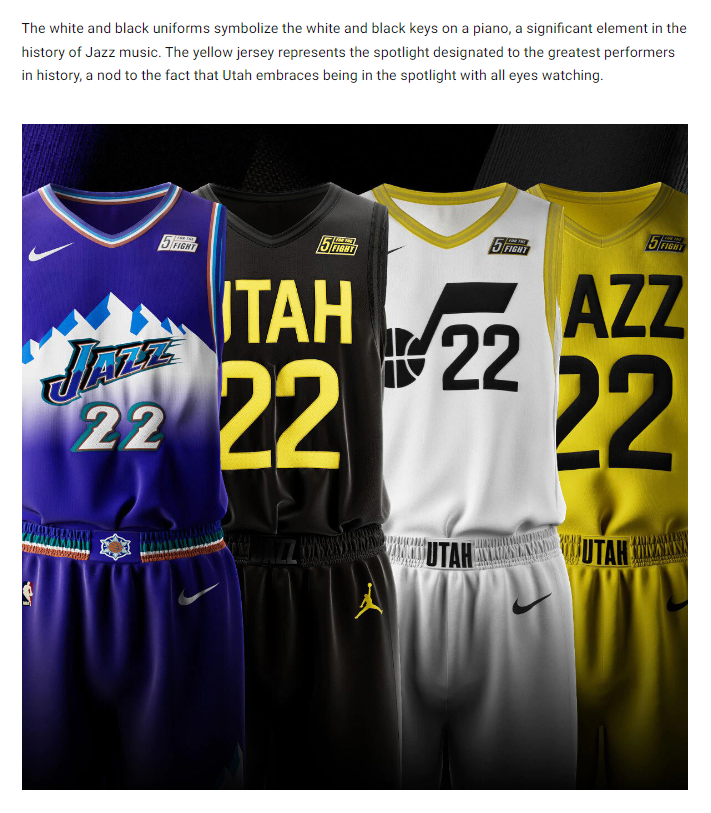 The white and black uniforms symbolize the white and black keys on a piano, a significant element in the
history of Jazz music. The yellow jersey represents the spotlight designated to the greatest performers
in history, a nod to the fact that Utah embraces being in the spotlight with all eyes watching.
5 FOR THE FIGHT
5 FOR THE FIGHT
5 FOR THE FIGHT
5 FOR THE FIGHT
JAZZ
22
UTAH
22
22
AZZ
22
UTAH
UTAH